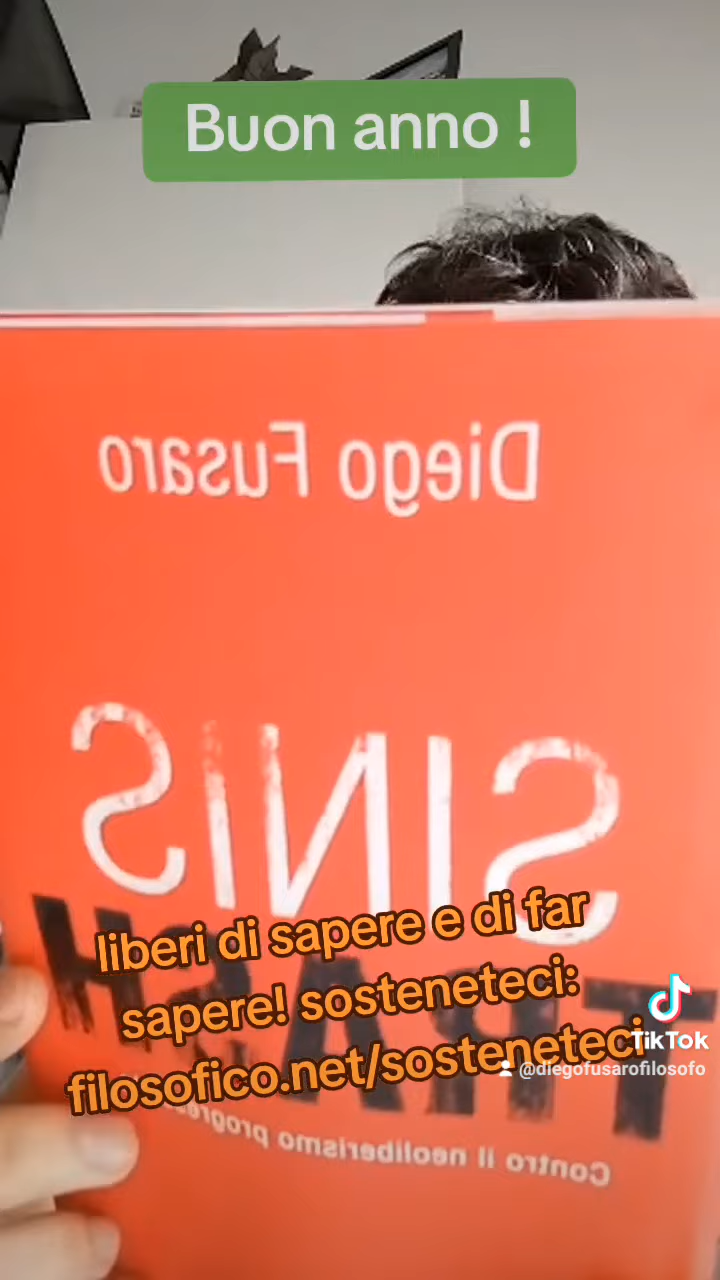 Buon anno !
Diego Fusaro
SINIS
TRASH
Contro il neoliberismo
liberi di sapere e di far
sapere! sosteneteci:
filosofico.net/sosteneteci
TikTok
@diegofusarofilosofo